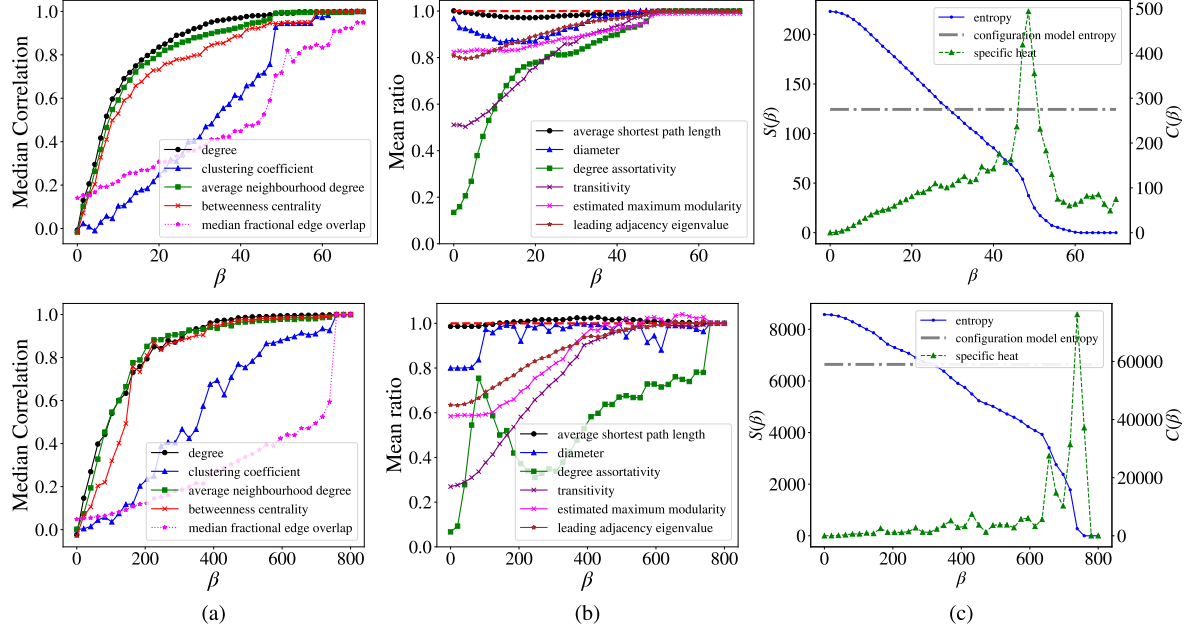 Median Correlation
1.0
0.8
0.6
0.4
0.2
0.0
degree
clustering coefficient
average neighbourhood degree
betweenness centrality
median fractional edge overlap
0 20 40 60
β
Mean ratio
1.0
0.8
0.6
0.4
0.2
0.0
average shortest path length
diameter
degree assortativity
transitivity
estimated maximum modularity
leading adjacency eigenvalue
0 20 40 60
β
S(β)
200
150
100
50
0
entropy
configuration model entropy
specific heat
500
400
300
200
100
0
C(β)
0 20 40 60
β
Median Correlation
1.0
0.8
0.6
0.4
0.2
0.0
degree
clustering coefficient
average neighbourhood degree
betweenness centrality
median fractional edge overlap
0 200 400 600 800
β
Mean ratio
1.0
0.8
0.6
0.4
0.2
0.0
average shortest path length
diameter
degree assortativity
transitivity
estimated maximum modularity
leading adjacency eigenvalue
0 200 400 600 800
β
S(β)
8000
6000
4000
2000
0
entropy
configuration model entropy
specific heat
60000
40000
20000
0
C(β)
0 200 400 600 800
β
(a)
(b)
(c)